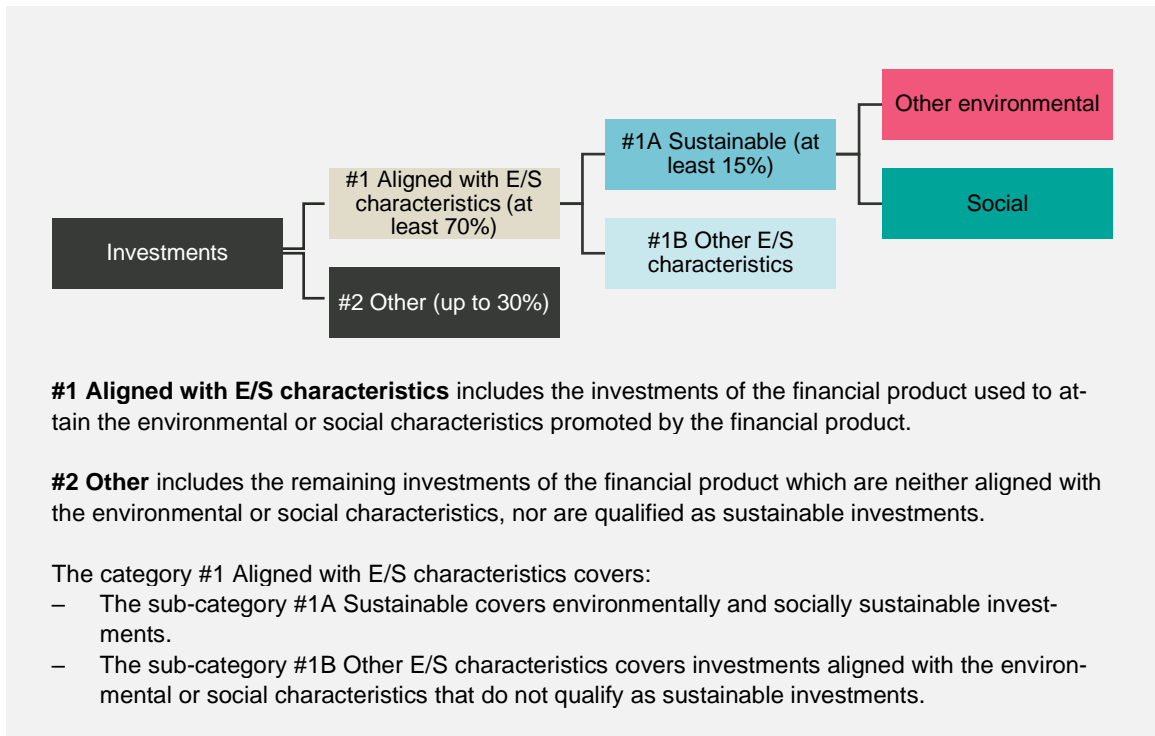 Other environmental
#1A Sustainable (at
least 15%)
#1 Aligned with E/S
characteristics (at
least 70%)
Social
Investments
#1B Other E/S
characteristics
#2 Other (up to 30%)
#1 Aligned with E/S characteristics includes the investments of the financial product used to at-
tain the environmental or social characteristics promoted by the financial product.
#2 Other includes the remaining investments of the financial product which are neither aligned with
the environmental or social characteristics, nor are qualified as sustainable investments.
The category #1 Aligned with E/S characteristics covers:
– The sub-category #1A Sustainable covers environmentally and socially sustainable invest-
ments.
– The sub-category #1B Other E/S characteristics covers investments aligned with the environ-
mental or social characteristics that do not qualify as sustainable investments.